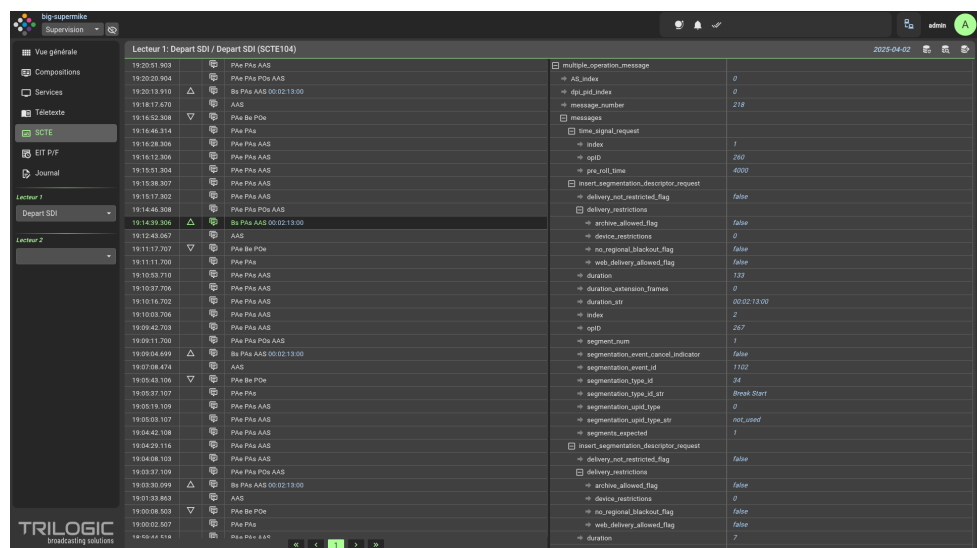 big-supermike
Supervision
admin
A
Vue générale
Compositions
Services
Télétexte
SCTE
EIT P/F
Journal
Lecteur 1
Depart SDI
Lecteur 2
TRILOGIC
broadcasting solutions
Lecteur 1: Depart SDI / Depart SDI (SCTE104)
2025-04-02
19:20:51.903 PAe PAs AAS
19:20:20.904 PAe PAs POs AAS
19:20:13.910 Bs PAs AAS 00:02:13:00
19:18:17.670 AAS
19:16:52.308 PAe Be POe
19:16:46.314 PAe PAs
19:16:28.306 PAe PAs AAS
19:16:12.306 PAe PAs AAS
19:15:51.304 PAe PAs AAS
19:15:38.307 PAe PAs AAS
19:15:17.302 PAe PAs AAS
19:14:46.308 PAe PAs POs AAS
19:14:39.306 Bs PAs AAS 00:02:13:00
19:12:43.067 AAS
19:11:17.707 PAe Be POe
19:11:11.700 PAe PAs
19:10:53.710 PAe PAs AAS
19:10:37.706 PAe PAs AAS
19:10:16.702 PAe PAs AAS
19:10:03.706 PAe PAs AAS
19:09:42.703 PAe PAs AAS
19:09:11.700 PAe PAs POs AAS
19:09:04.699 Bs PAs AAS 00:02:13:00
19:07:08.474 AAS
19:05:43.106 PAe Be POe
19:05:37.107 PAe PAs
19:05:19.109 PAe PAs AAS
19:05:03.107 PAe PAs AAS
19:04:42.108 PAe PAs AAS
19:04:29.116 PAe PAs AAS
19:04:08.103 PAe PAs AAS
19:03:37.109 PAe PAs POs AAS
19:03:30.099 Bs PAs AAS 00:02:13:00
19:01:33.863 AAS
19:00:08.503 PAe Be POe
19:00:02.507 PAe PAs
18:59:44.518 PAe PAs AAS
« < 1 > »
multiple_operation_message
AS_index 0
dpi_pid_index 0
message_number 218
messages
time_signal_request
index 1
opID 260
pre_roll_time 4000
insert_segmentation_descriptor_request
delivery_not_restricted_flag false
delivery_restrictions
archive_allowed_flag false
device_restrictions 0
no_regional_blackout_flag false
web_delivery_allowed_flag false
duration 133
duration_extension_frames 0
duration_str 00:02:13:00
index 2
opID 267
segment_num 1
segmentation_event_cancel_indicator false
segmentation_event_id 1102
segmentation_type_id 34
segmentation_type_id_str Break Start
segmentation_upid_type 0
segmentation_upid_type_str not_used
segments_expected 1
insert_segmentation_descriptor_request
delivery_not_restricted_flag false
delivery_restrictions
archive_allowed_flag false
device_restrictions 0
no_regional_blackout_flag false
web_delivery_allowed_flag false
duration 7